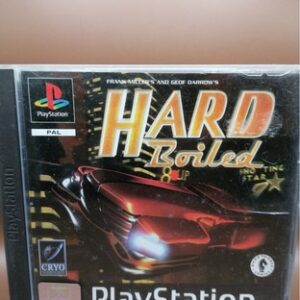 FRANK MILLER'S AND GEOF DARROW'S
PlayStation
PAL
HARD
Boiled
SHOOTING
STAR
PlayStation
CRYO
PlayStation